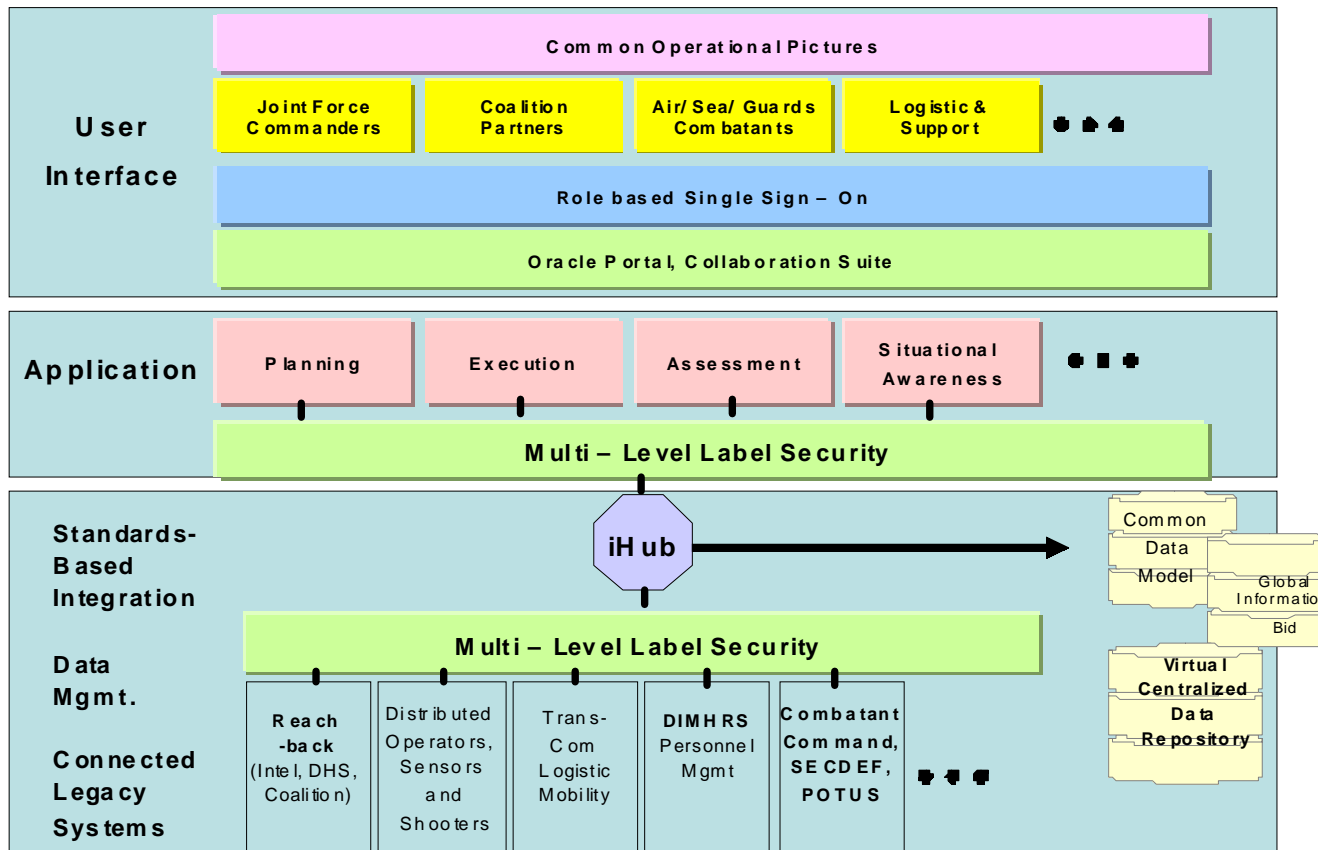 Common Operational Pictures
User
Interface
Joint Force
Commanders
Coalition
Partners
Air/ Sea/ Guards
Combatants
Logistic &
Support
Role based Single Sign – On
Oracle Portal, Collaboration Suite
Application
Planning
Execution
Assessment
Situational
Awareness
Multi – Level Label Security
Standards-
Based
Integration
iHub
Common
Data
Model
Global
Informatio
Bid
Multi – Level Label Security
Data
Mgmt.
Virtual
Centralized
Data
Repository
Connected
Legacy
Systems
Reach
-back
(Intel, DHS,
Coalition)
Distributed
Operators,
Sensors
and
Shooters
Trans-
Com
Logistic
Mobility
DIMHRS
Personnel
Mgmt
Combatant
Command,
SECDEF,
POTUS